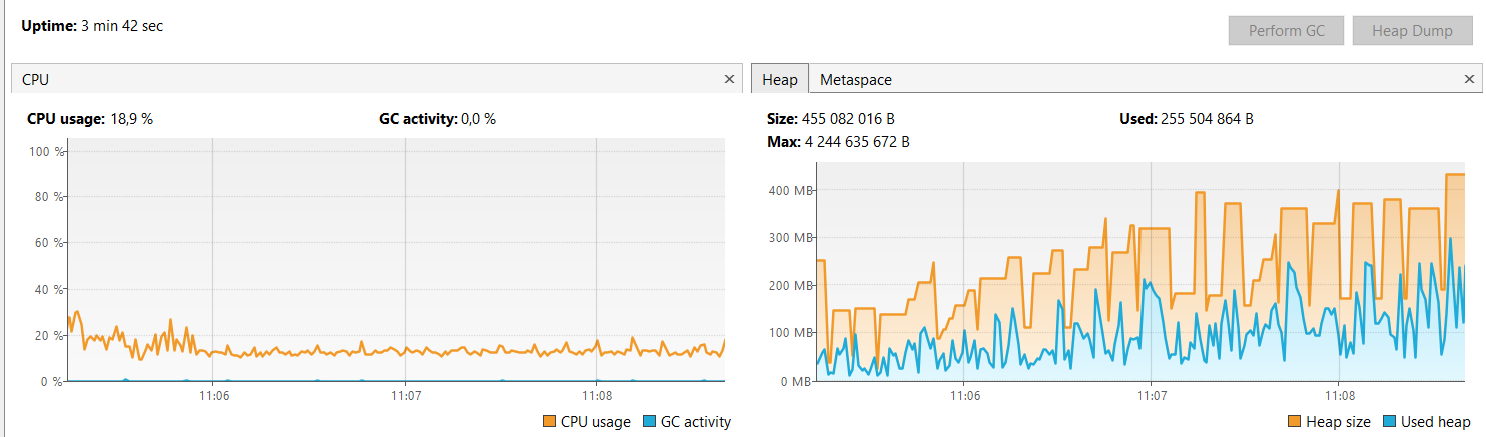 Uptime: 3 min 42 sec
Perform GC
Heap Dump
CPU
×
CPU usage: 18,9 %
GC activity: 0,0 %
100 %
80 %
60 %
40 %
20 %
0 %
11:06
11:07
11:08
CPU usage
GC activity
Heap
Metaspace
×
Size: 455 082 016 B
Used: 255 504 864 B
Max: 4 244 635 672 B
400 MB
300 MB
200 MB
100 MB
0 MB
11:06
11:07
11:08
Heap size
Used heap